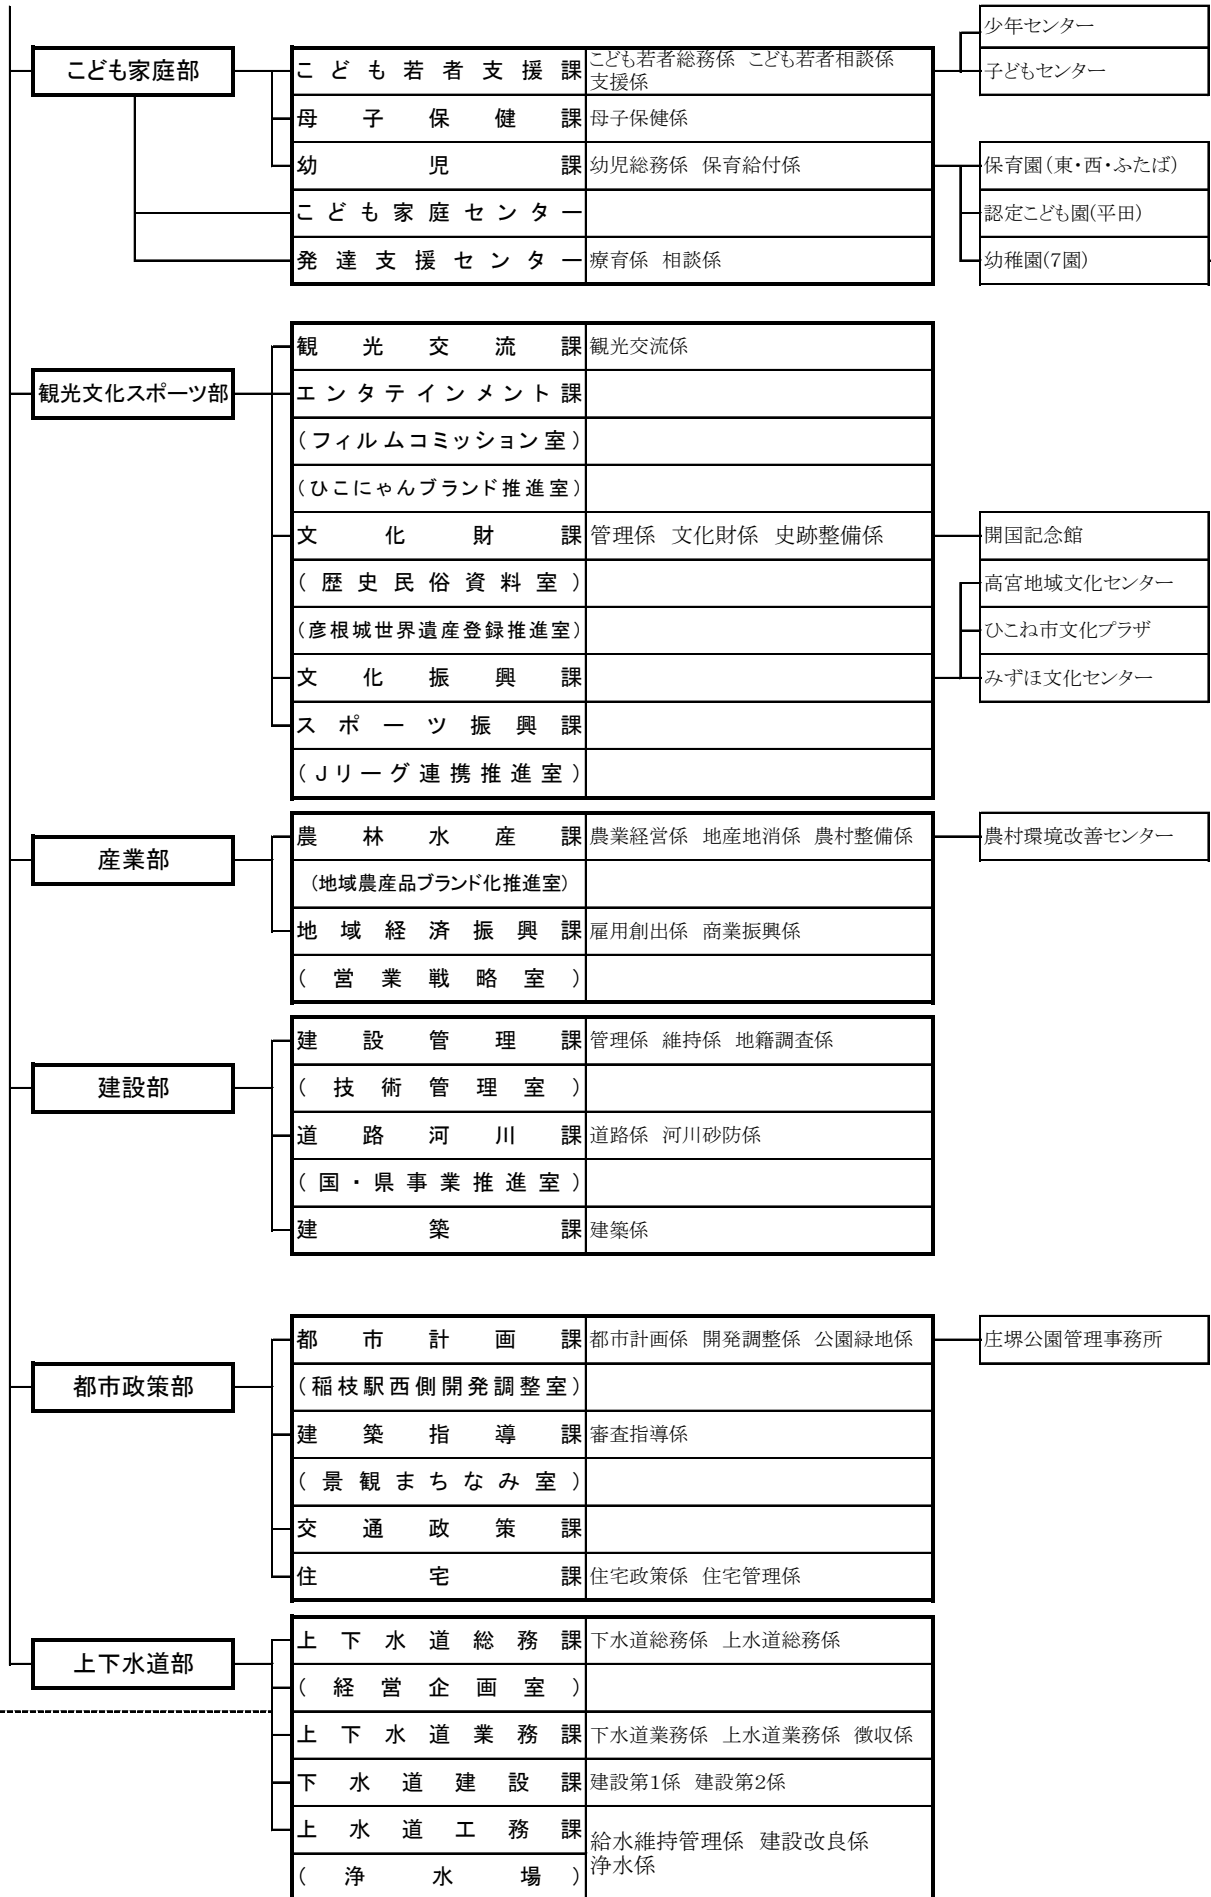 少年センター
こども家庭部
こども若者支援課
こども若者総務係 こども若者相談係
支援係
子どもセンター
母子保健課
母子保健係
幼児課
幼児総務係 保育給付係
保育園(東・西・ふたば)
こども家庭センター
認定こども園(平田)
発達支援センター
療育係 相談係
幼稚園(7園)
観光交流課
観光交流係
観光文化スポーツ部
エンタテインメント課
(フィルムコミッション室)
(ひこにゃんブランド推進室)
文化財課
管理係 文化財係 史跡整備係
開国記念館
(歴史民俗資料室)
高宮地域文化センター
(彦根城世界遺産登録推進室)
ひこね市文化プラザ
文化振興課
みずほ文化センター
スポーツ振興課
(Jリーグ連携推進室)
産業部
農林水産課
農業経営係 地産地消係 農村整備係
農村環境改善センター
(地域農産品ブランド化推進室)
地域経済振興課
雇用創出係 商業振興係
(営業戦略室)
建設管理課
管理係 維持係 地籍調査係
建設部
(技術管理室)
道路河川課
道路係 河川砂防係
(国・県事業推進室)
建築課
建築係
都市計画課
都市計画係 開発調整係 公園緑地係
庄堺公園管理事務所
都市政策部
(稲枝駅西側開発調整室)
建築指導課
審査指導係
(景観まちなみ室)
交通政策課
住宅課
住宅政策係 住宅管理係
上下水道総務課
下水道総務係 上水道総務係
上下水道部
(経営企画室)
上下水道業務課
下水道業務係 上水道業務係 徴収係
下水道建設課
建設第1係 建設第2係
上水道工務課
給水維持管理係 建設改良係
浄水係
(浄水場)